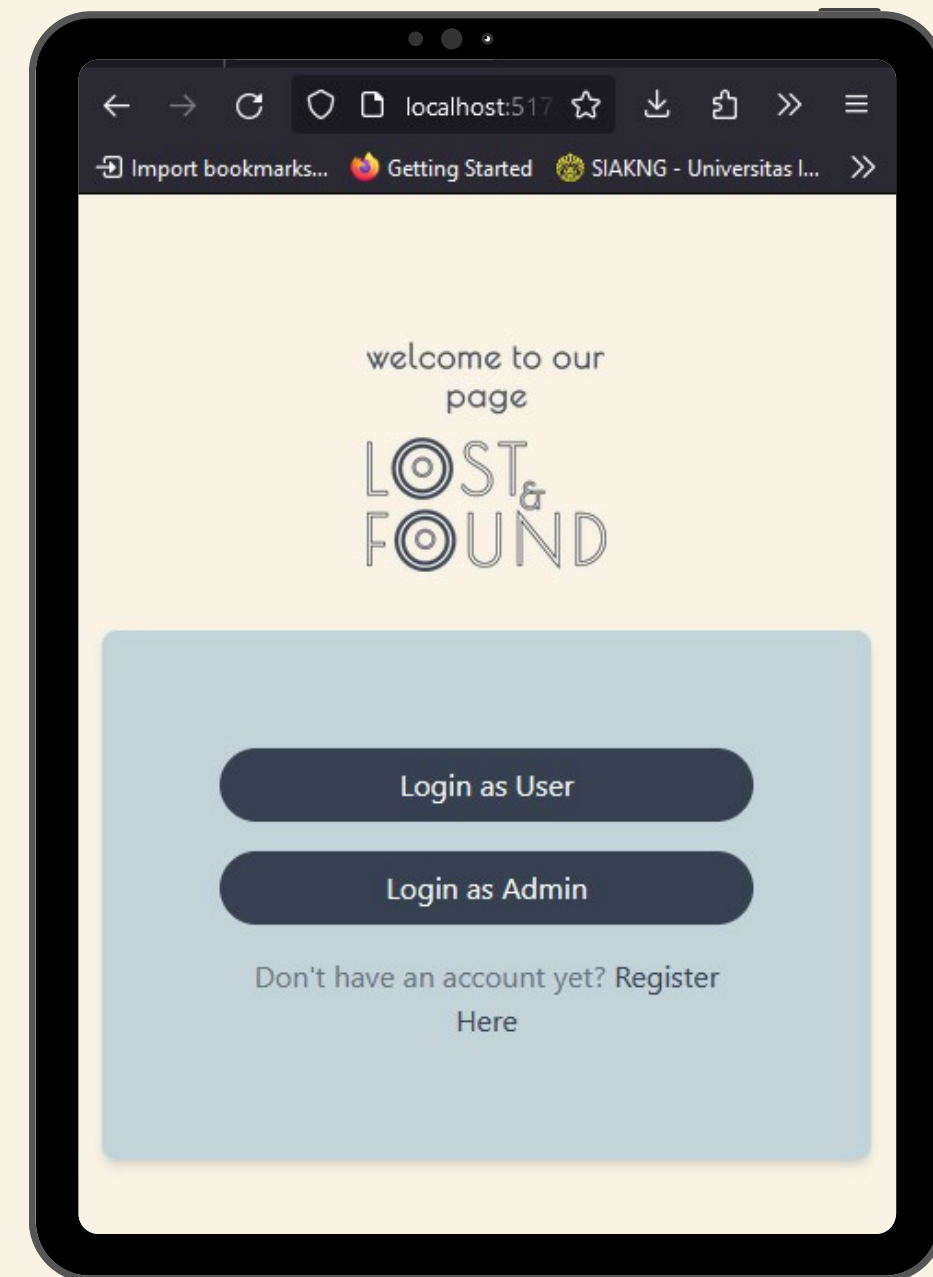 localhost:517
Import bookmarks... Getting Started SIAKNG - Universitas I...
welcome to our
page
LOST
&
FOUND
Login as User
Login as Admin
Don't have an account yet? Register
Here